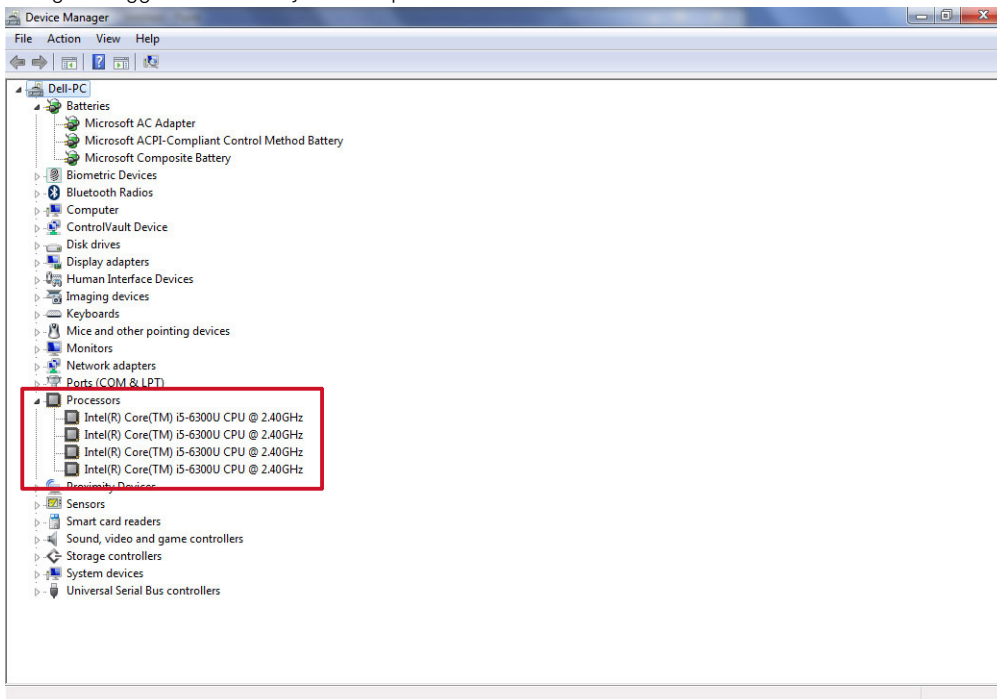 Device Manager
File Action View Help
Dell-PC
Batteries
Microsoft AC Adapter
Microsoft ACPI-Compliant Control Method Battery
Microsoft Composite Battery
Biometric Devices
Bluetooth Radios
Computer
ControlVault Device
Disk drives
Display adapters
Human Interface Devices
Imaging devices
Keyboards
Mice and other pointing devices
Monitors
Network adapters
Ports (COM & LPT)
Processors
Intel(R) Core(TM) i5-6300U CPU @ 2.40GHz
Intel(R) Core(TM) i5-6300U CPU @ 2.40GHz
Intel(R) Core(TM) i5-6300U CPU @ 2.40GHz
Intel(R) Core(TM) i5-6300U CPU @ 2.40GHz
Proximity Devices
Sensors
Smart card readers
Sound, video and game controllers
Storage controllers
System devices
Universal Serial Bus controllers